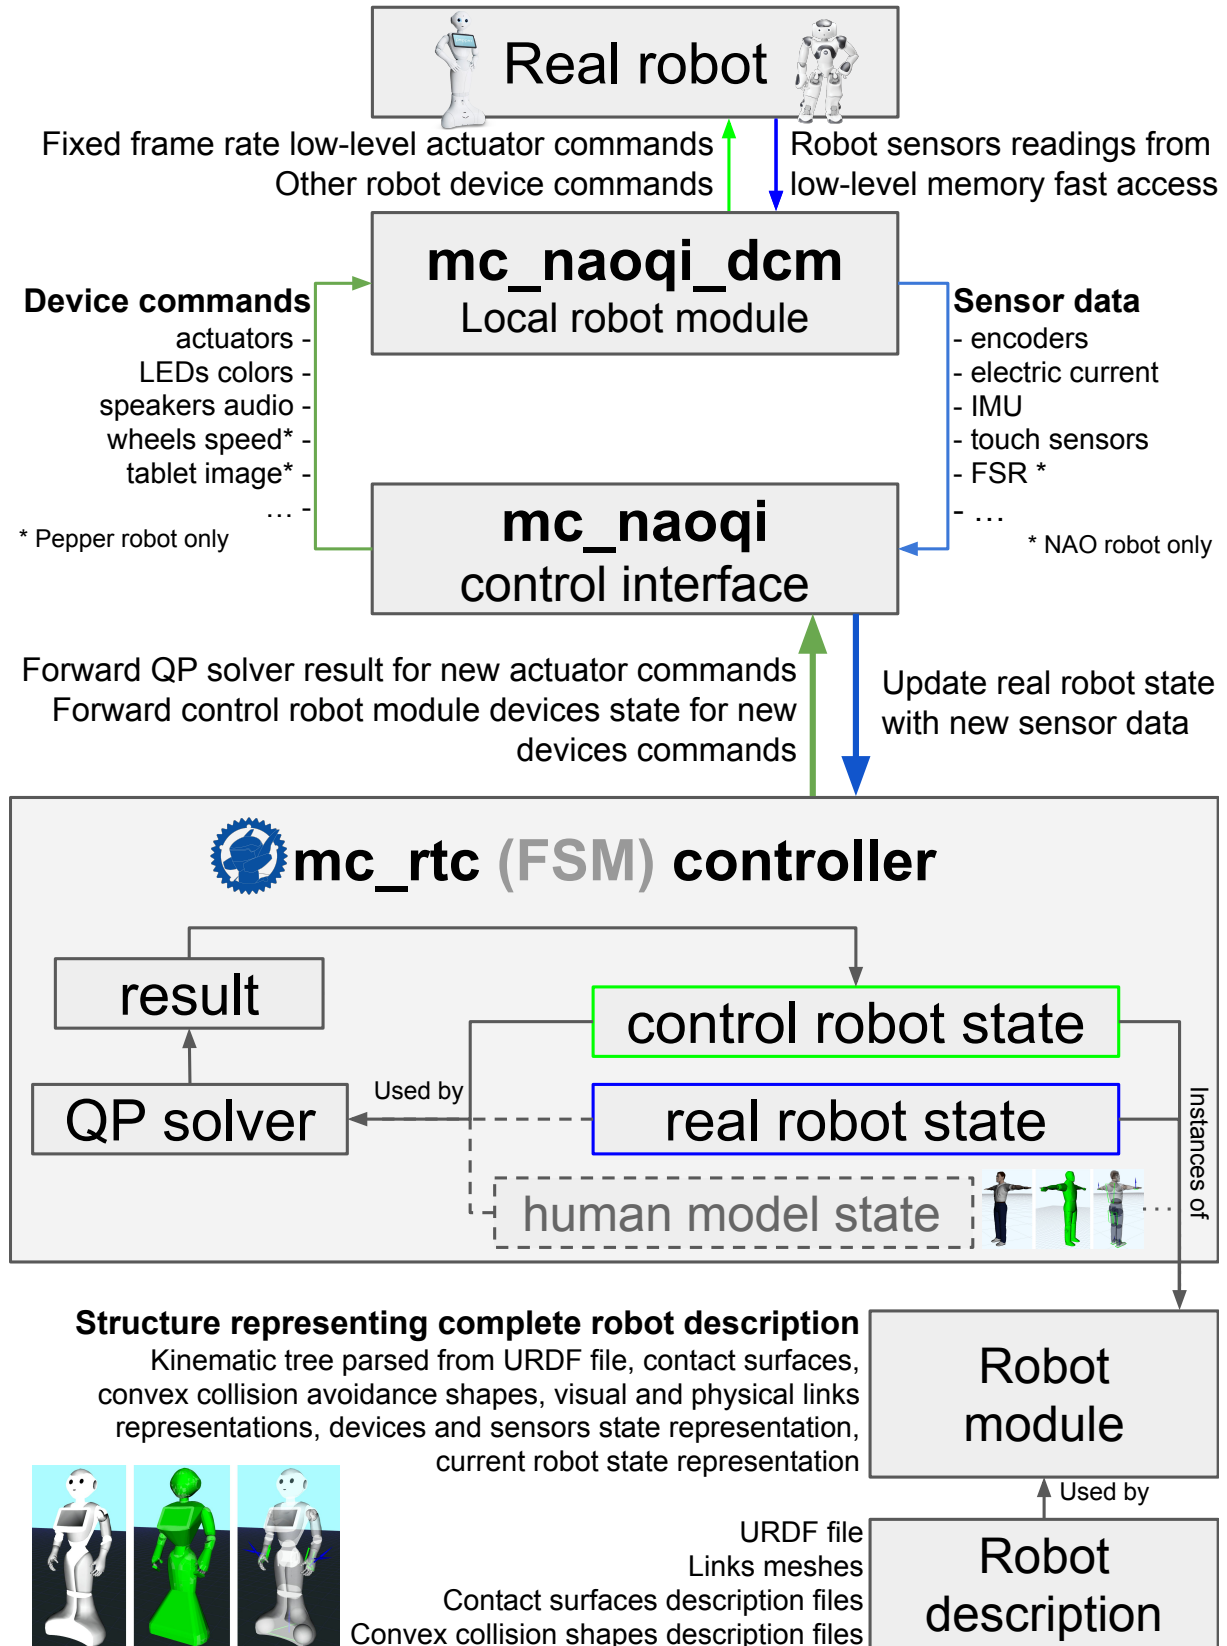 Real robot
Fixed frame rate low-level actuator commands
Other robot device commands
Robot sensors readings from
low-level memory fast access
mc_naoqi_dcm
Local robot module
Device commands
actuators -
LEDs colors -
speakers audio -
wheels speed* -
tablet image* -
... -
* Pepper robot only
Sensor data
- encoders
- electric current
- IMU
- touch sensors
- FSR *
- ...
* NAO robot only
mc_naoqi
control interface
Forward QP solver result for new actuator commands
Forward control robot module devices state for new
devices commands
Update real robot state
with new sensor data
mc_rtc (FSM) controller
result
control robot state
Used by
QP solver
real robot state
human model state
Instances of
Structure representing complete robot description
Kinematic tree parsed from URDF file, contact surfaces,
convex collision avoidance shapes, visual and physical links
representations, devices and sensors state representation,
current robot state representation
Robot
module
Used by
URDF file
Links meshes
Contact surfaces description files
Convex collision shapes description files
Robot
description